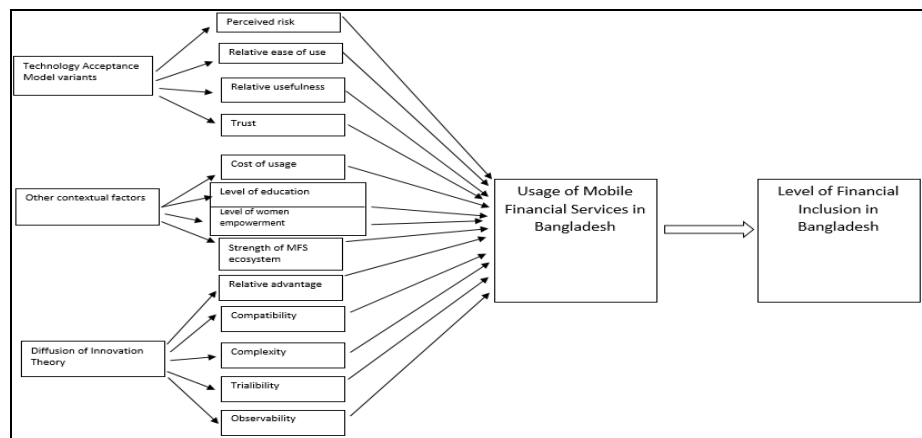 Perceived risk
Technology Acceptance
Model variants
Relative ease of use
Relative usefulness
Trust
Other contextual factors
Cost of usage
Level of education
Level of women
empowerment
Strength of MFS
ecosystem
Diffusion of Innovation
Theory
Relative advantage
Compatibility
Complexity
Trialibility
Observability
Usage of Mobile
Financial Services in
Bangladesh
Level of Financial
Inclusion in
Bangladesh